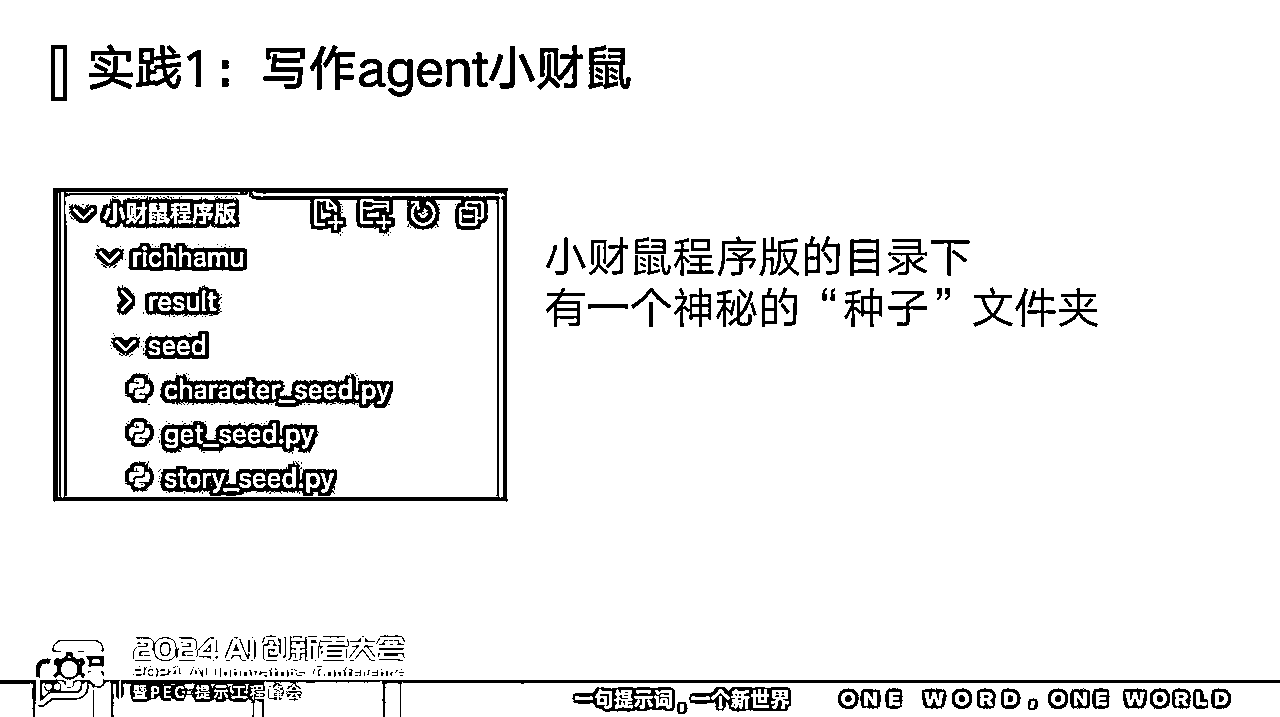 实践1：写作agent小财鼠
小财鼠程序版
richhamu
result
seed
character_seed.py
get_seed.py
story_seed.py
小财鼠程序版的目录下
有一个神秘的“种子”文件夹
2024 AI 创新者大会
2024 AI Innovators Conference
暨PEC·提示工程峰会
一句提示词，一个新世界
ONE WORD, ONE WORLD